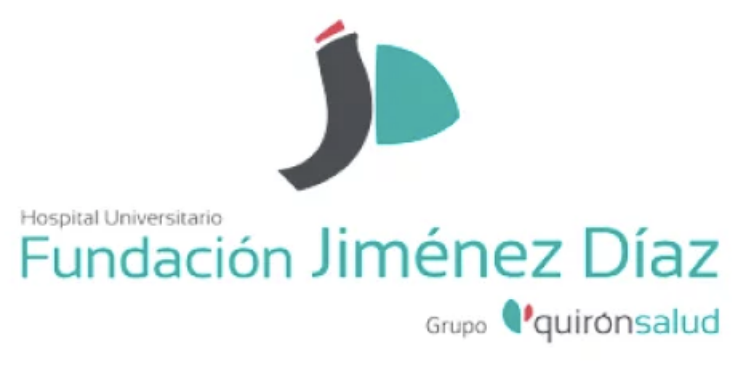 Hospital Universitario
Fundación Jiménez Díaz
Grupo quirónsalud